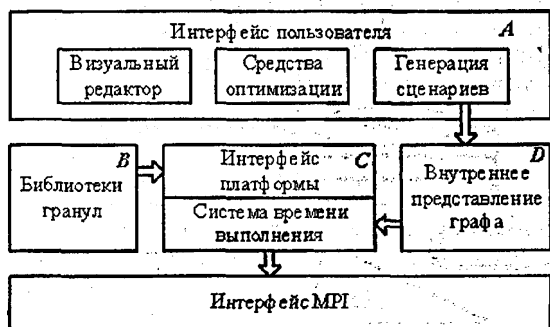 Интерфейс пользователя
A
Визуальный
редактор
Средства
оптимизации
Генерация
сценариев
B
Библиотеки
гранул
C
Интерфейс
платформы
Система времени
выполнения
D
Внутреннее
представление
графа
Интерфейс MPI